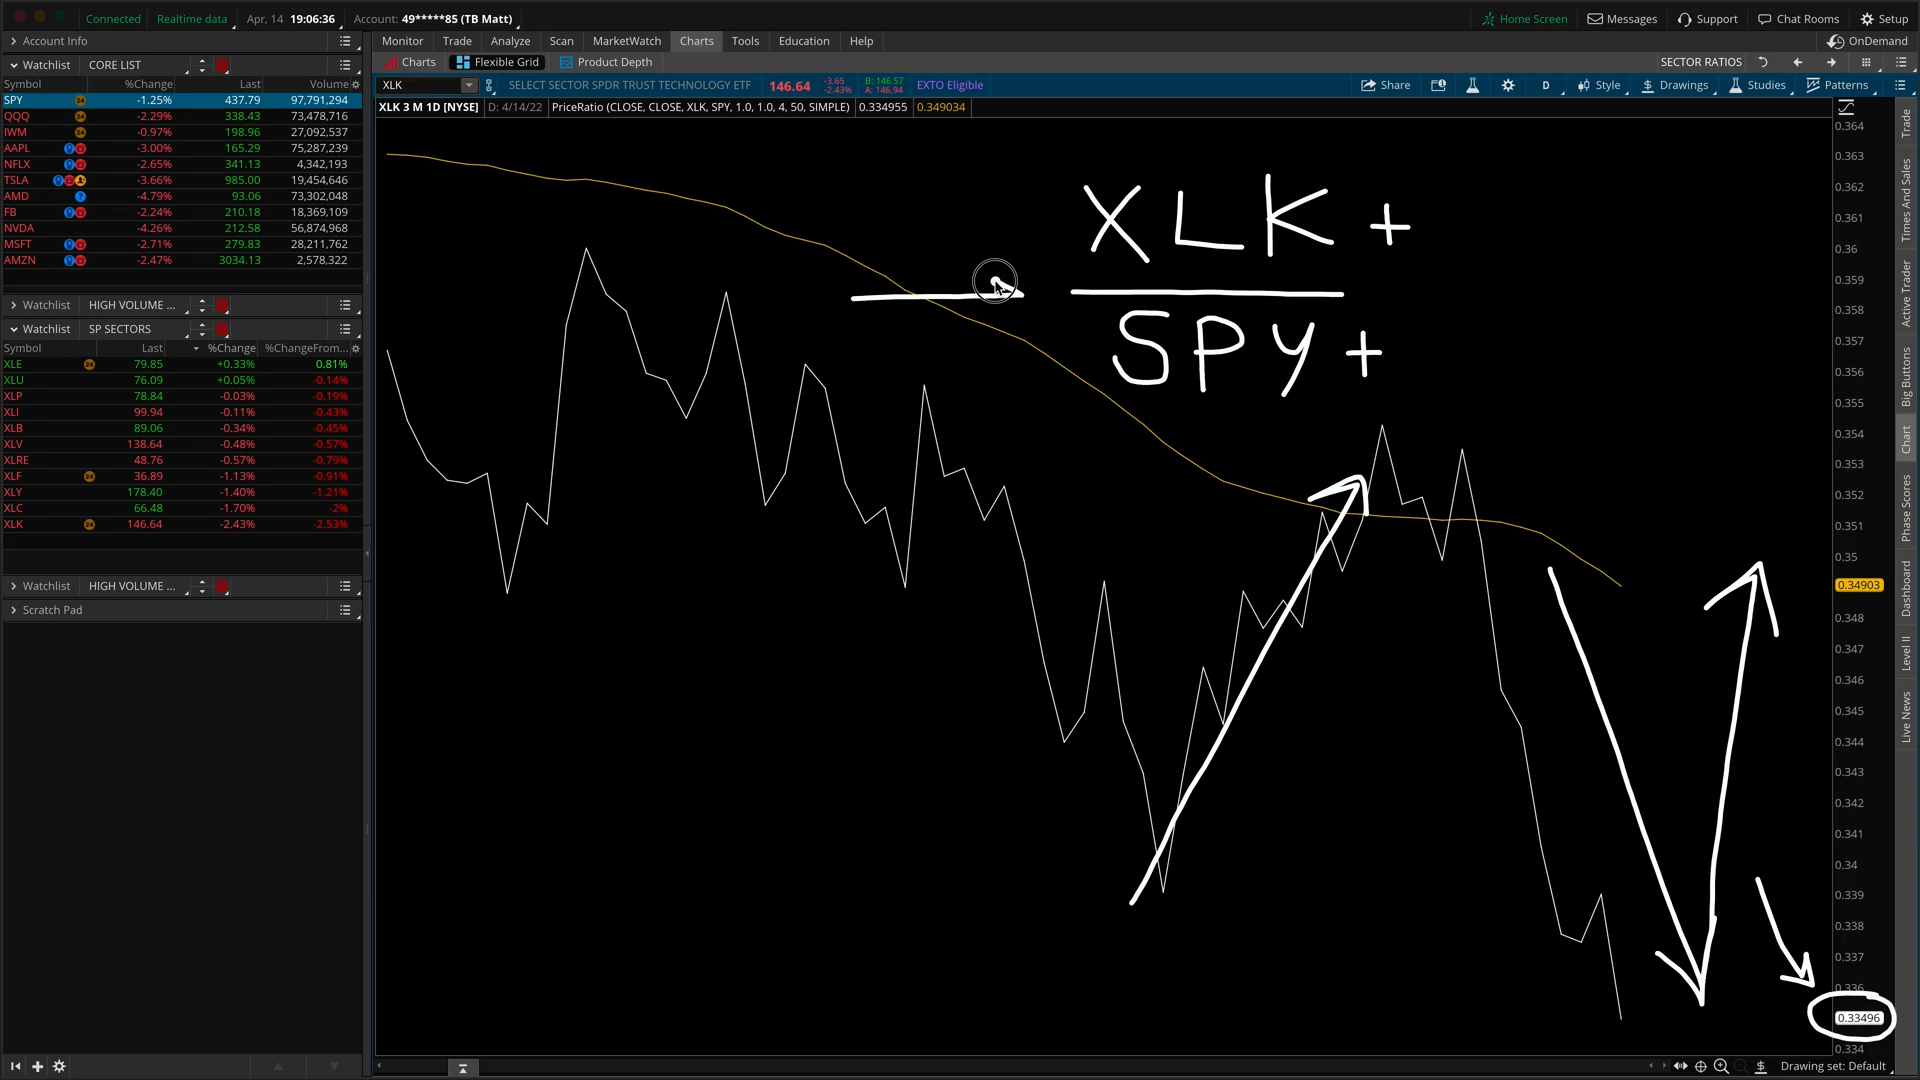 Connected Realtime data Apr, 14 19:06:36 Account: 49*****85 (TB Matt) Home Screen Messages Support Chat Rooms Setup
Account Info
Monitor Trade Analyze Scan MarketWatch Charts Tools Education Help OnDemand
Charts Flexible Grid Product Depth SECTOR RATIOS
XLK SELECT SECTOR SPDR TRUST TECHNOLOGY ETF 146.64 -3.65 -2.43% B: 146.57 A: 146.94 EXTO Eligible Share D Style Drawings Studies Patterns
XLK 3 M 1D [NYSE] D: 4/14/22 PriceRatio (CLOSE, CLOSE, XLK, SPY, 1.0, 1.0, 4, 50, SIMPLE) 0.334955 0.349034
Watchlist CORE LIST
Symbol %Change Last Volume
SPY 24 -1.25% 437.79 97,791,294
QQQ 24 -2.29% 338.43 73,478,716
IWM 24 -0.97% 198.96 27,092,537
AAPL -3.00% 165.29 75,287,239
NFLX -2.65% 341.13 4,342,193
TSLA -3.66% 985.00 19,454,646
AMD ? -4.79% 93.06 73,302,048
FB -2.24% 210.18 18,369,109
NVDA -4.26% 212.58 56,874,968
MSFT -2.71% 279.83 28,211,762
AMZN -2.47% 3034.13 2,578,322
Watchlist HIGH VOLUME ...
Watchlist SP SECTORS
Symbol Last %Change %ChangeFrom...
XLE 24 79.85 +0.33% 0.81%
XLU 76.09 +0.05% -0.14%
XLP 78.84 -0.03% -0.19%
XLI 99.94 -0.11% -0.43%
XLB 89.06 -0.34% -0.45%
XLV 138.64 -0.48% -0.57%
XLRE 48.76 -0.57% -0.79%
XLF 24 36.89 -1.13% -0.91%
XLY 178.40 -1.40% -1.21%
XLC 66.48 -1.70% -2%
XLK 24 146.64 -2.43% -2.53%
Watchlist HIGH VOLUME ...
Scratch Pad
XLK +
SPY +
0.364
0.363
0.362
0.361
0.36
0.359
0.358
0.357
0.356
0.355
0.354
0.353
0.352
0.351
0.35
0.34903
0.348
0.347
0.346
0.345
0.344
0.343
0.342
0.341
0.34
0.339
0.338
0.337
0.336
0.33496
0.334
Trade
Times And Sales
Active Trader
Big Buttons
Chart
Phase Scores
Dashboard
Level II
Live News
Drawing set: Default